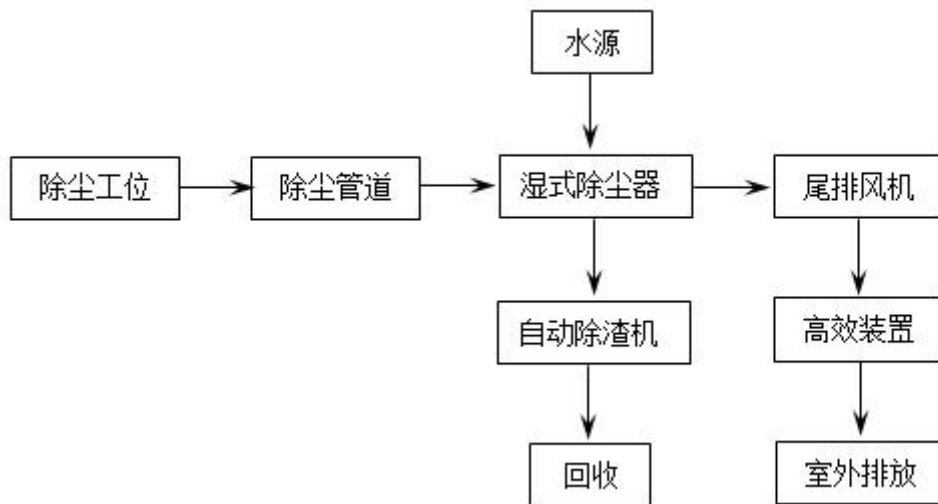 水源
除尘工位
除尘管道
湿式除尘器
尾排风机
自动除渣机
高效装置
回收
室外排放